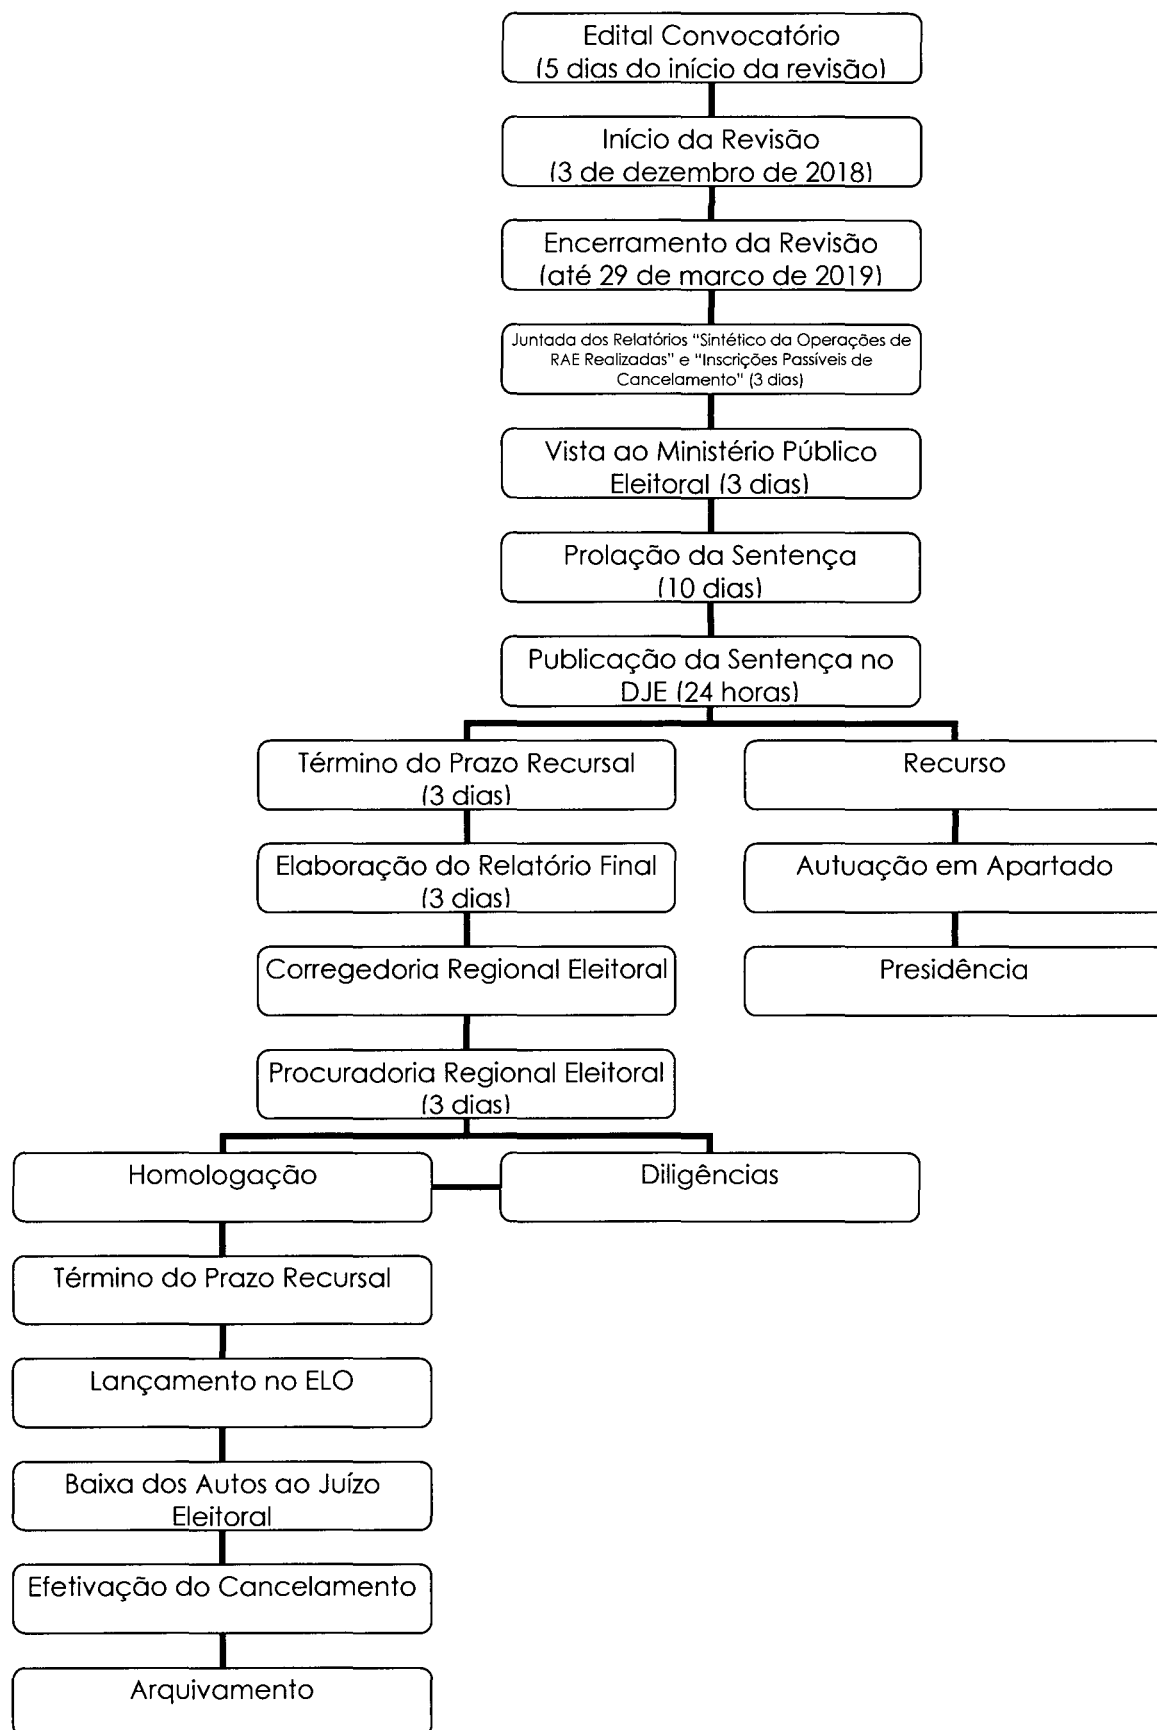 Edital Convocatório
(5 dias do início da revisão)
Início da Revisão
(3 de dezembro de 2018)
Encerramento da Revisão
(até 29 de marco de 2019)
Juntada dos Relatórios “Sintético da Operações de
RAE Realizadas” e “Inscrições Passíveis de
Cancelamento” (3 dias)
Vista ao Ministério Público
Eleitoral (3 dias)
Prolação da Sentença
(10 dias)
Publicação da Sentença no
DJE (24 horas)
Término do Prazo Recursal
(3 dias)
Recurso
Elaboração do Relatório Final
(3 dias)
Autuação em Apartado
Corregedoria Regional Eleitoral
Presidência
Procuradoria Regional Eleitoral
(3 dias)
Homologação
Diligências
Término do Prazo Recursal
Lançamento no ELO
Baixa dos Autos ao Juízo
Eleitoral
Efetivação do Cancelamento
Arquivamento